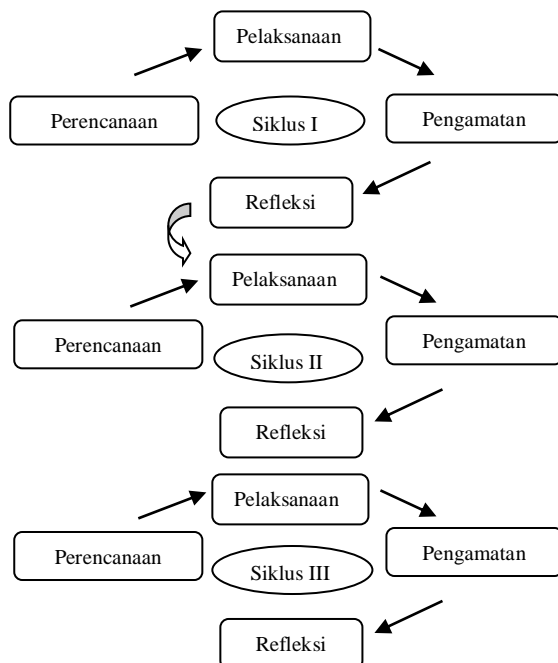 Pelaksanaan
Perencanaan
Siklus I
Pengamatan
Refleksi
Pelaksanaan
Perencanaan
Siklus II
Pengamatan
Refleksi
Pelaksanaan
Perencanaan
Siklus III
Pengamatan
Refleksi